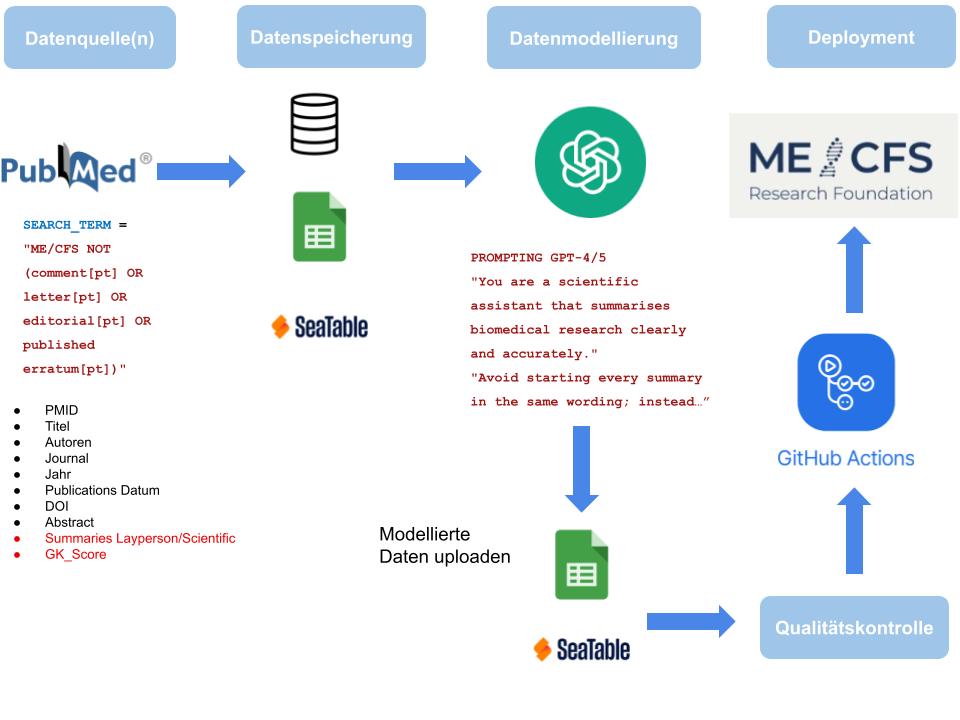 Datenquelle(n)
Datenspeicherung
Datenmodellierung
Deployment
PubMed®
SEARCH_TERM =
"ME/CFS NOT
(comment[pt] OR
letter[pt] OR
editorial[pt] OR
published
erratum[pt])"
● PMID
● Titel
● Autoren
● Journal
● Jahr
● Publications Datum
● DOI
● Abstract
● Summaries Layperson/Scientific
● GK_Score
SeaTable
PROMPTING GPT-4/5
"You are a scientific
assistant that summarises
biomedical research clearly
and accurately."
"Avoid starting every summary
in the same wording; instead…”
Modellierte
Daten uploaden
SeaTable
ME/CFS
Research Foundation
GitHub Actions
Qualitätskontrolle